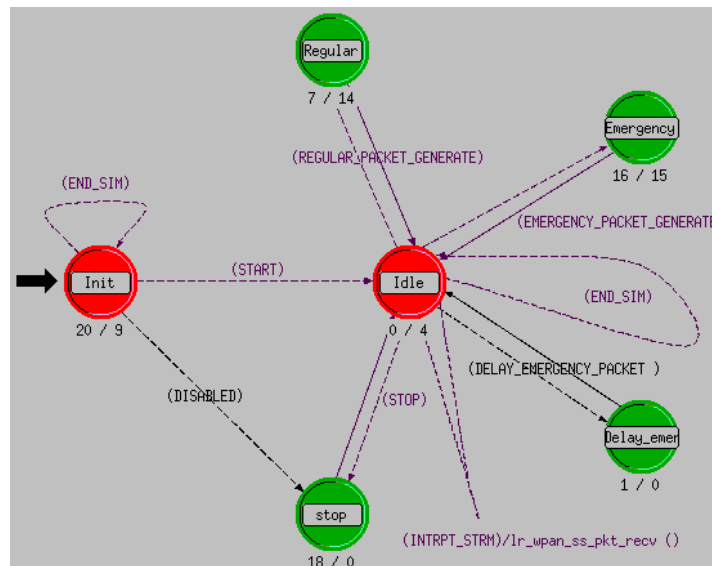 Regular
7 / 14
(REGULAR_PACKET_GENERATE)
Emergency
16 / 15
(EMERGENCY_PACKET_GENERATE
(END_SIM)
Init
20 / 9
(START)
Idle
0 / 4
(END_SIM)
(DISABLED)
(STOP)
(DELAY_EMERGENCY_PACKET )
Delay_emer
1 / 0
stop
18 / 0
(INTRPT_STRM)/lr_wpan_ss_pkt_recv ()